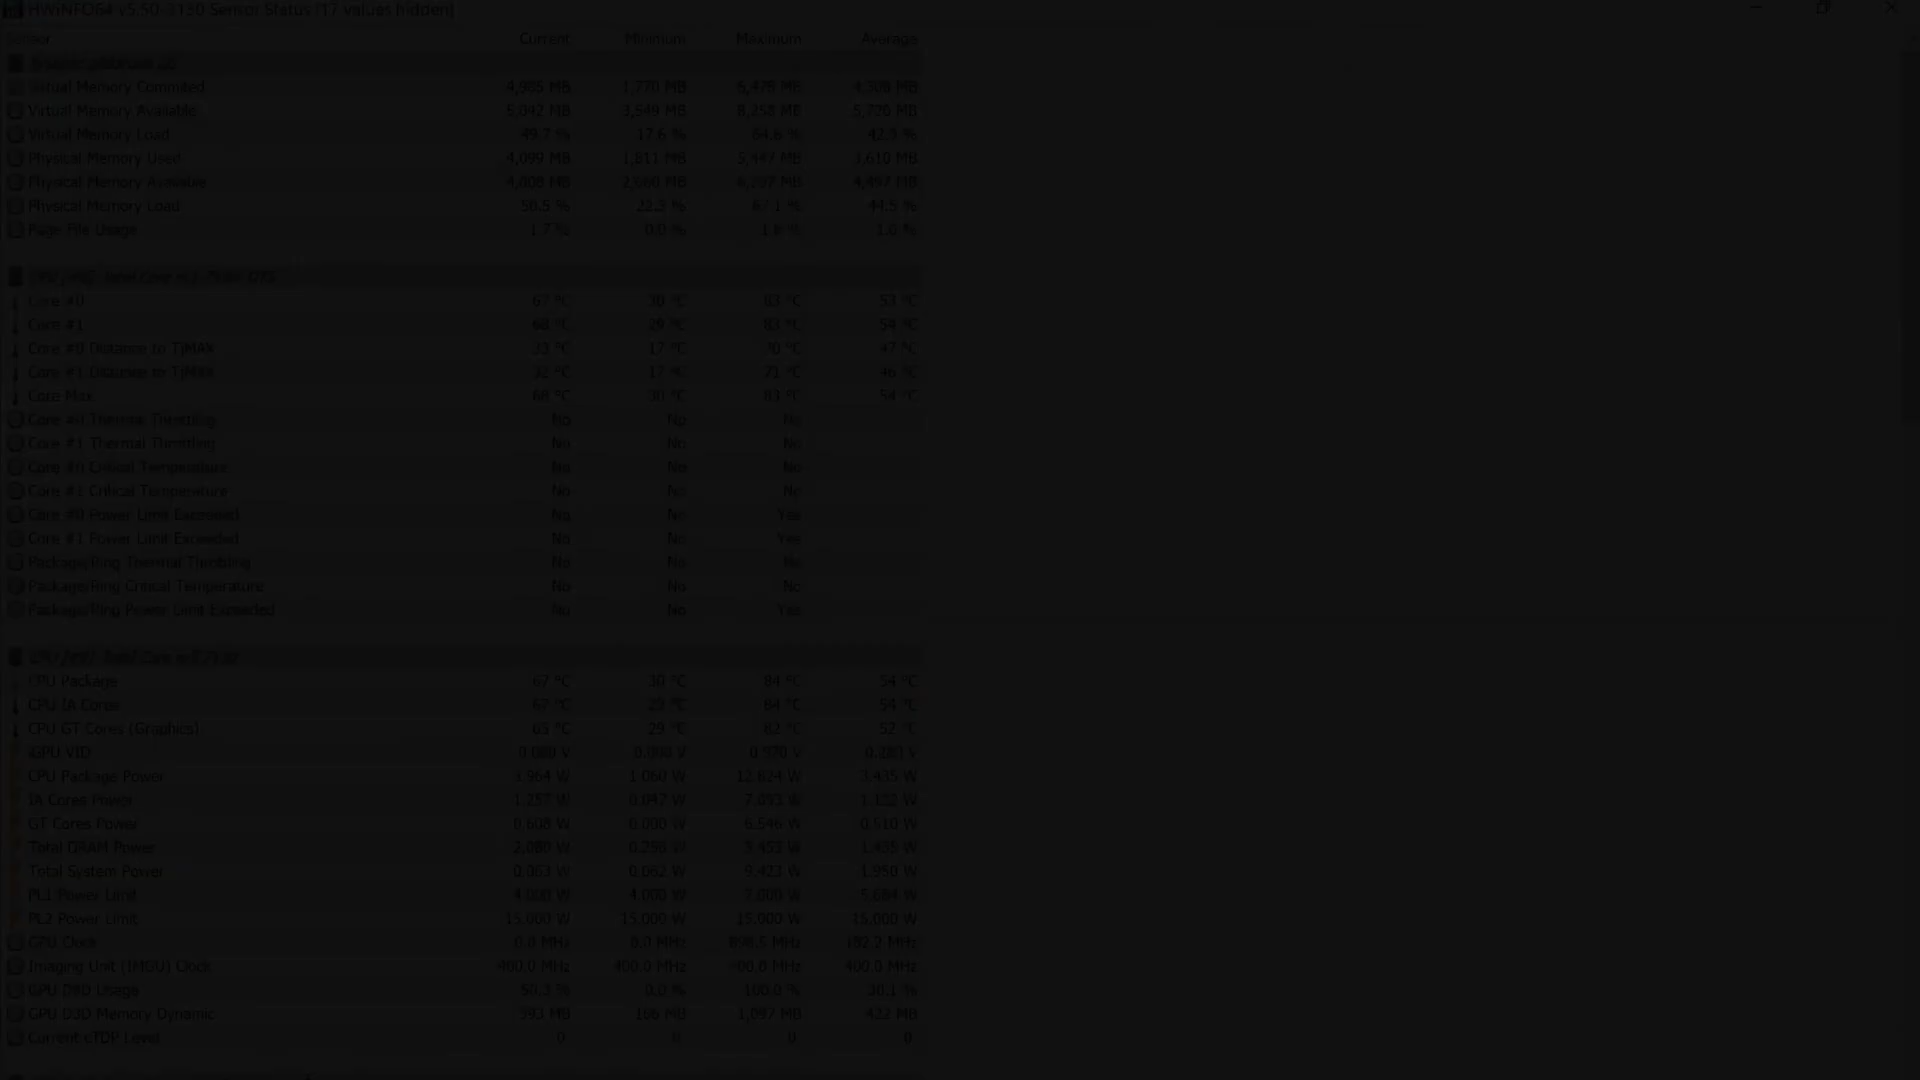 HWiNFO64 v5.50-3130 Sensor Status [17 values hidden]
Current Minimum Maximum Average
Virtual Memory Commited 4,985 MB 1,770 MB 6,475 MB 4,308 MB
Virtual Memory Available 5,042 MB 3,549 MB 8,258 MB 5,720 MB
Virtual Memory Load 49.7 % 17.6 % 64.6 %
Physical Memory Used 4,099 MB 1,811 MB 5,447 MB 3,610 MB
Physical Memory Available 4,008 MB 2,660 MB 4,497 MB
Physical Memory Load 50.5 % 22.3 % 67.1 % 44.5 %
Page File Usage 1.7 % 0.0 % 1.8 % 1.0 %
Core #0 67 °C 30 °C 83 °C 53 °C
Core #1 68 °C 29 °C 83 °C 54 °C
Core #0 Distance to TjMAX 33 °C 17 °C 70 °C 47 °C
Core #1 Distance to TjMAX 32 °C 17 °C 71 °C 46 °C
Core Max 68 °C 30 °C 83 °C 54 °C
Core #0 Thermal Throttling No No No
Core #1 Thermal Throttling No No No
Core #0 Critical Temperature No No No
Core #1 Critical Temperature No No No
Core #0 Power Limit Exceeded No No Yes
Core #1 Power Limit Exceeded No No Yes
Package/Ring Thermal Throttling No No No
Package/Ring Critical Temperature No No No
Package/Ring Power Limit Exceeded No No Yes
CPU Package 67 °C 30 °C 84 °C 54 °C
CPU IA Cores 67 °C 29 °C 84 °C 54 °C
CPU GT Cores (Graphics) 65 °C 29 °C 82 °C 52 °C
GPU VID 0.000 V 0.000 V 0.970 V
CPU Package Power 3.964 W 1.060 W 12.624 W 3.435 W
IA Cores Power 1.257 W 0.047 W 7.893 W
GT Cores Power 0.608 W 0.000 W 6.546 W 0.510 W
Total DRAM Power 2.080 W 3.453 W 1.435 W
Total System Power 0.063 W 0.062 W 9.423 W 1.950 W
PL1 Power Limit 4.000 W 4.000 W 7.000 W 5.684 W
PL2 Power Limit 15.000 W 15.000 W 15.000 W 15.000 W
GPU Clock 0.0 MHz 0.0 MHz 898.5 MHz 182.2 MHz
Imaging Unit (IMGU) Clock 400.0 MHz 400.0 MHz 400.0 MHz 400.0 MHz
GPU D3D Usage 0.0 % 100.0 % 30.1 %
GPU D3D Memory Dynamic 393 MB 166 MB 1,097 MB 422 MB
Current cTDP Level 0 0 0 0